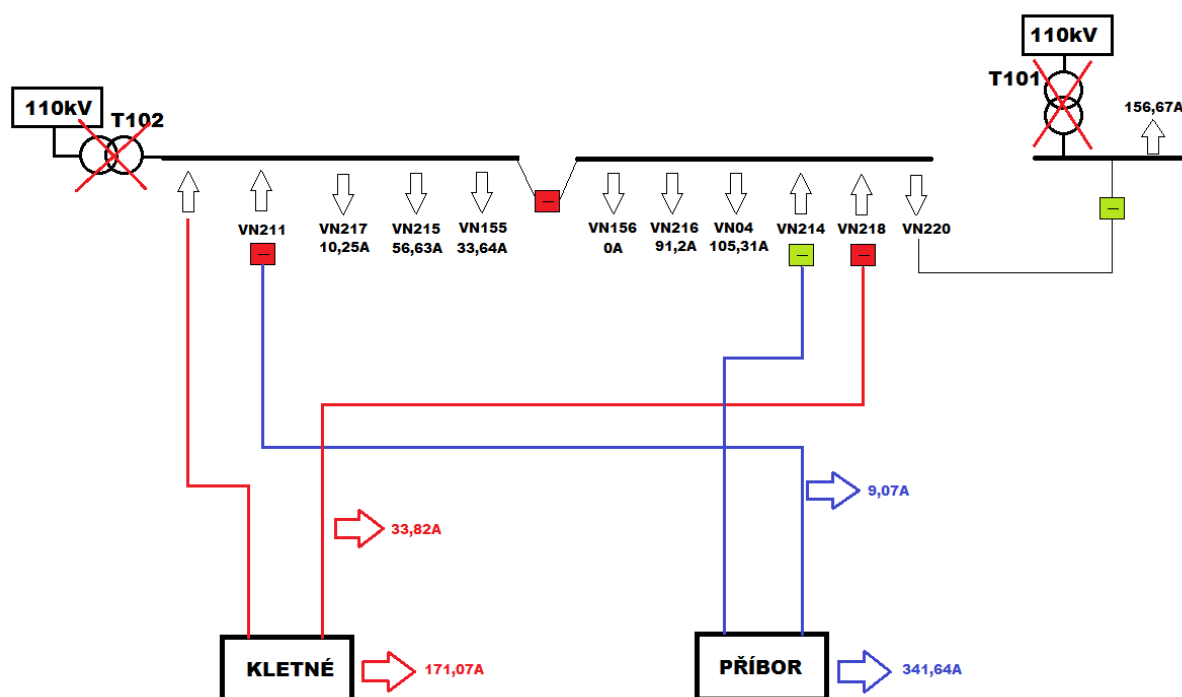 110kV
T101
156,67A
110kV
T102
VN211
VN217
10,25A
VN215
56,63A
VN155
33,64A
VN156
0A
VN216
91,2A
VN04
105,31A
VN214
VN218
VN220
9,07A
33,82A
KLETNÉ
171,07A
PŘÍBOR
341,64A